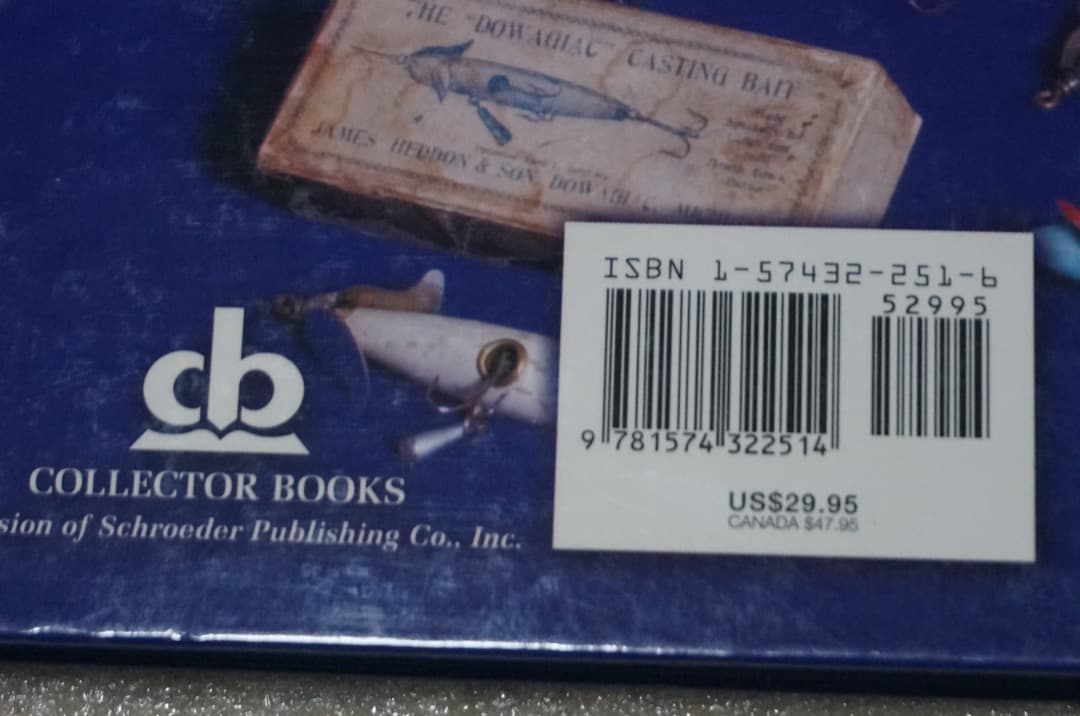 THE "DOWAGIAC" CASTING BAIT
JAMES HEDDON & SON DOWAGIAC,
ISBN 1-57432-251-6
52995
9 781574 322514
US$29.95
CANADA $47.95
cb
COLLECTOR BOOKS
sion of Schroeder Publishing Co., Inc.